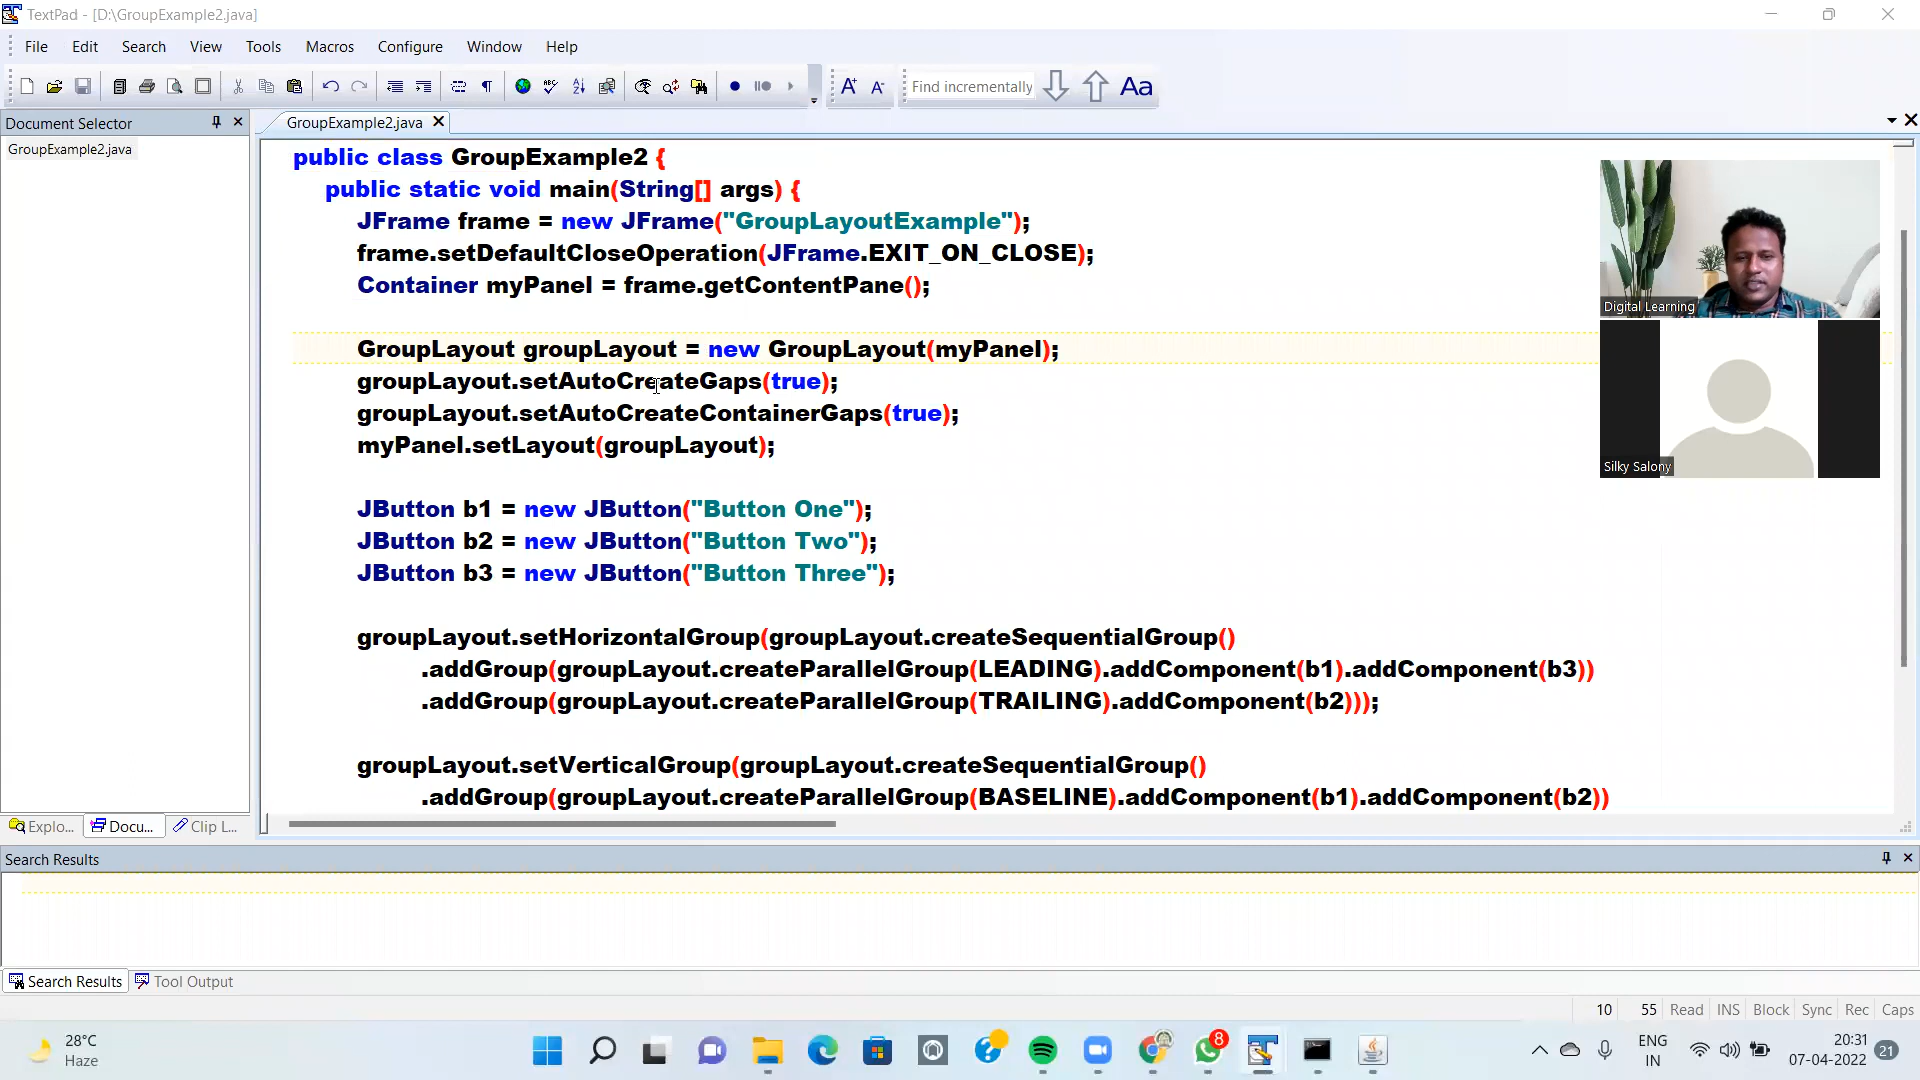 TextPad - [D:\GroupExample2.java]
File Edit Search View Tools Macros Configure Window Help
Find incrementally
Document Selector
GroupExample2.java
GroupExample2.java
public class GroupExample2 {
public static void main(String[] args) {
JFrame frame = new JFrame("GroupLayoutExample");
frame.setDefaultCloseOperation(JFrame.EXIT_ON_CLOSE);
Container myPanel = frame.getContentPane();
GroupLayout groupLayout = new GroupLayout(myPanel);
groupLayout.setAutoCreateGaps(true);
groupLayout.setAutoCreateContainerGaps(true);
myPanel.setLayout(groupLayout);
JButton b1 = new JButton("Button One");
JButton b2 = new JButton("Button Two");
JButton b3 = new JButton("Button Three");
groupLayout.setHorizontalGroup(groupLayout.createSequentialGroup()
.addGroup(groupLayout.createParallelGroup(LEADING).addComponent(b1).addComponent(b3))
.addGroup(groupLayout.createParallelGroup(TRAILING).addComponent(b2)));
groupLayout.setVerticalGroup(groupLayout.createSequentialGroup()
.addGroup(groupLayout.createParallelGroup(BASELINE).addComponent(b1).addComponent(b2))
Digital Learning
Silky Salony
Explo... Docu... Clip L...
Search Results
Search Results Tool Output
10 55 Read INS Block Sync Rec Caps
28°C
Haze
8
ENG
IN
20:31
07-04-2022
21